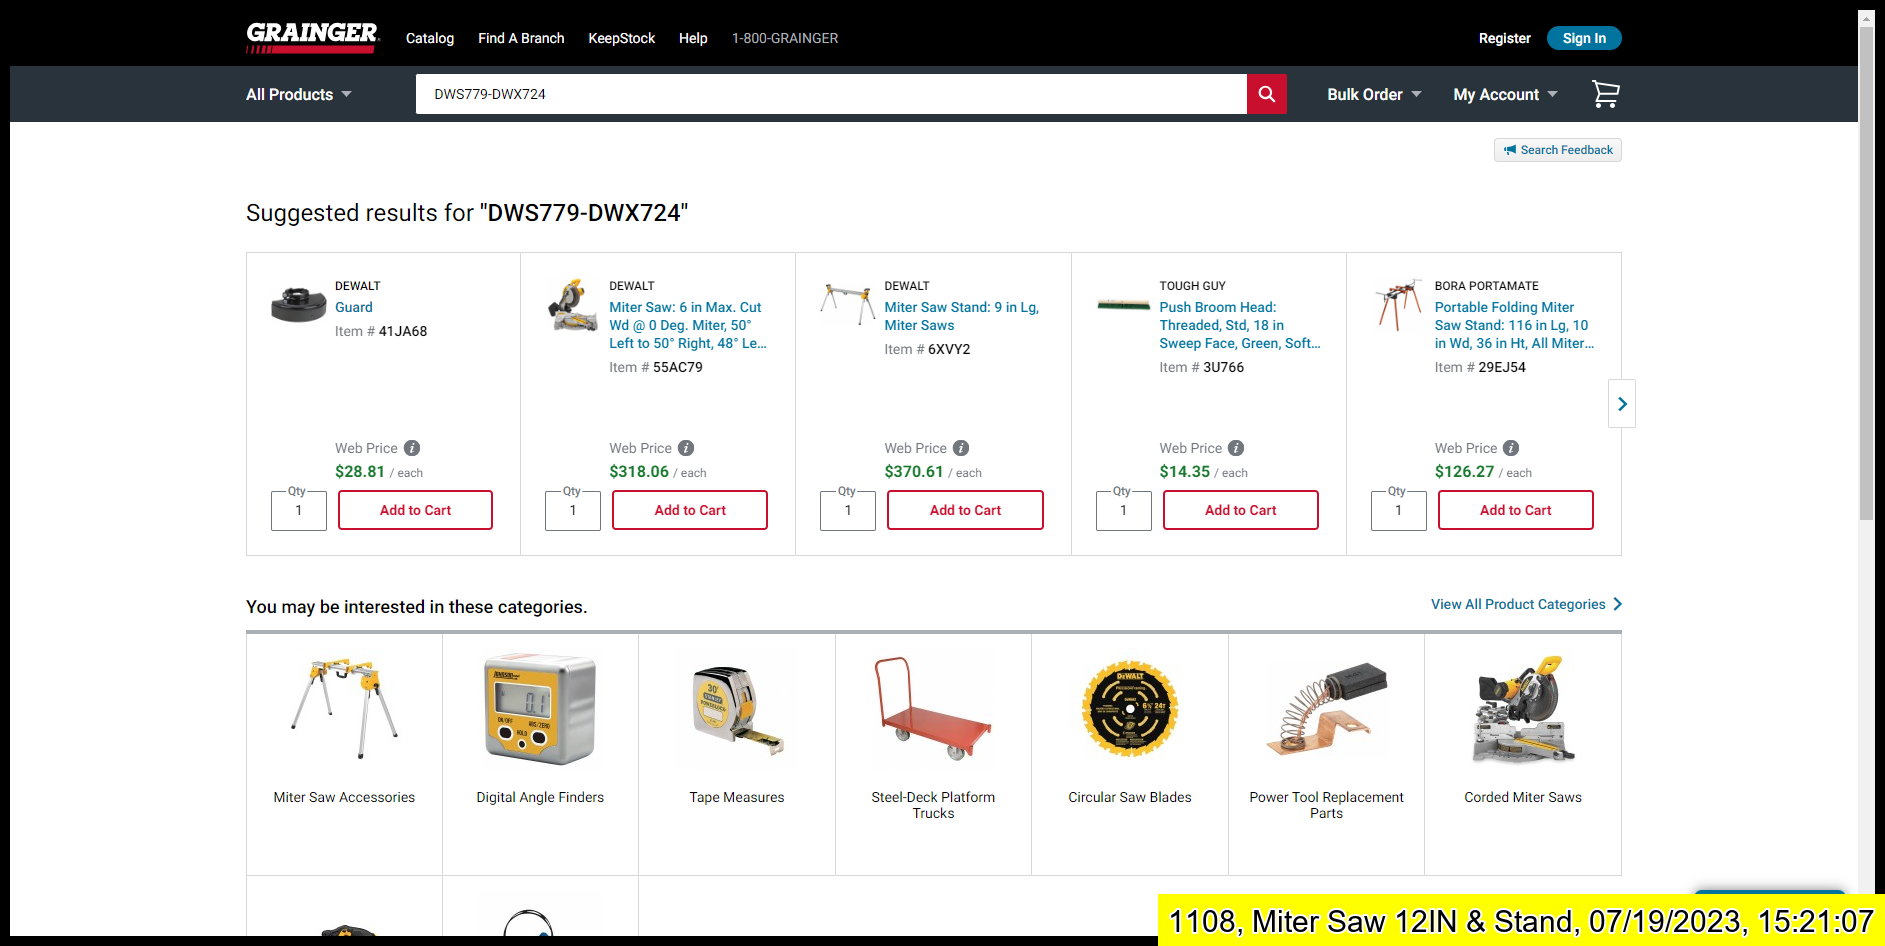 GRAINGER
Catalog
Find A Branch
KeepStock
Help
1-800-GRAINGER
Register
Sign In
All Products
DWS779-DWX724
Bulk Order
My Account
Search Feedback
Suggested results for "DWS779-DWX724"
DEWALT
Guard
Item # 41JA68
Web Price i
$28.81 / each
Qty
1
Add to Cart
DEWALT
Miter Saw: 6 in Max. Cut
Wd @ 0 Deg. Miter, 50°
Left to 50° Right, 48° Le...
Item # 55AC79
Web Price i
$318.06 / each
Qty
1
Add to Cart
DEWALT
Miter Saw Stand: 9 in Lg,
Miter Saws
Item # 6XVY2
Web Price i
$370.61 / each
Qty
1
Add to Cart
TOUGH GUY
Push Broom Head:
Threaded, Std, 18 in
Sweep Face, Green, Soft...
Item # 3U766
Web Price i
$14.35 / each
Qty
1
Add to Cart
BORA PORTAMATE
Portable Folding Miter
Saw Stand: 116 in Lg, 10
in Wd, 36 in Ht, All Miter...
Item # 29EJ54
Web Price i
$126.27 / each
Qty
1
Add to Cart
You may be interested in these categories.
View All Product Categories
JOHNSON
ON/OFF
ABS/ZERO
HOLD
30'
DEWALT
Miter Saw Accessories
Digital Angle Finders
Tape Measures
Steel-Deck Platform
Trucks
Circular Saw Blades
Power Tool Replacement
Parts
Corded Miter Saws
1108, Miter Saw 12IN & Stand, 07/19/2023, 15:21:07